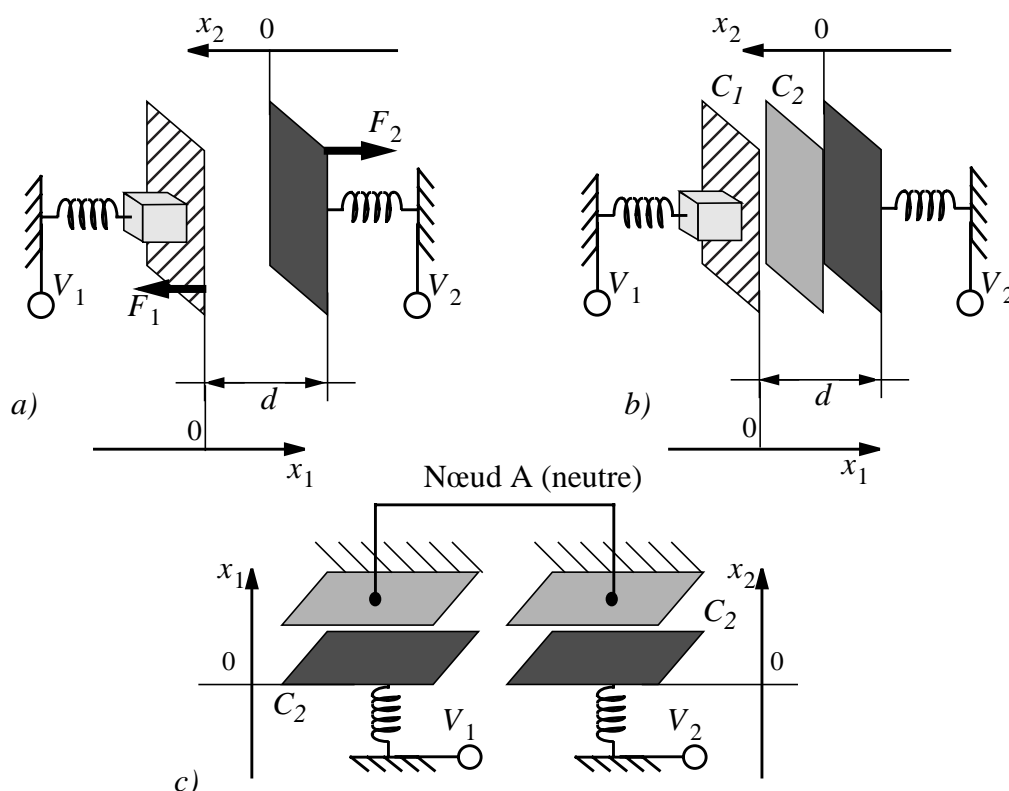 x2 0
F2
F1
V1 V2
d
a)
0
x1
x2 0
C1 C2
V1 V2
d
b)
0
x1
Nœud A (neutre)
x1 x2
C2
0 0
C2
V1 V2
c)